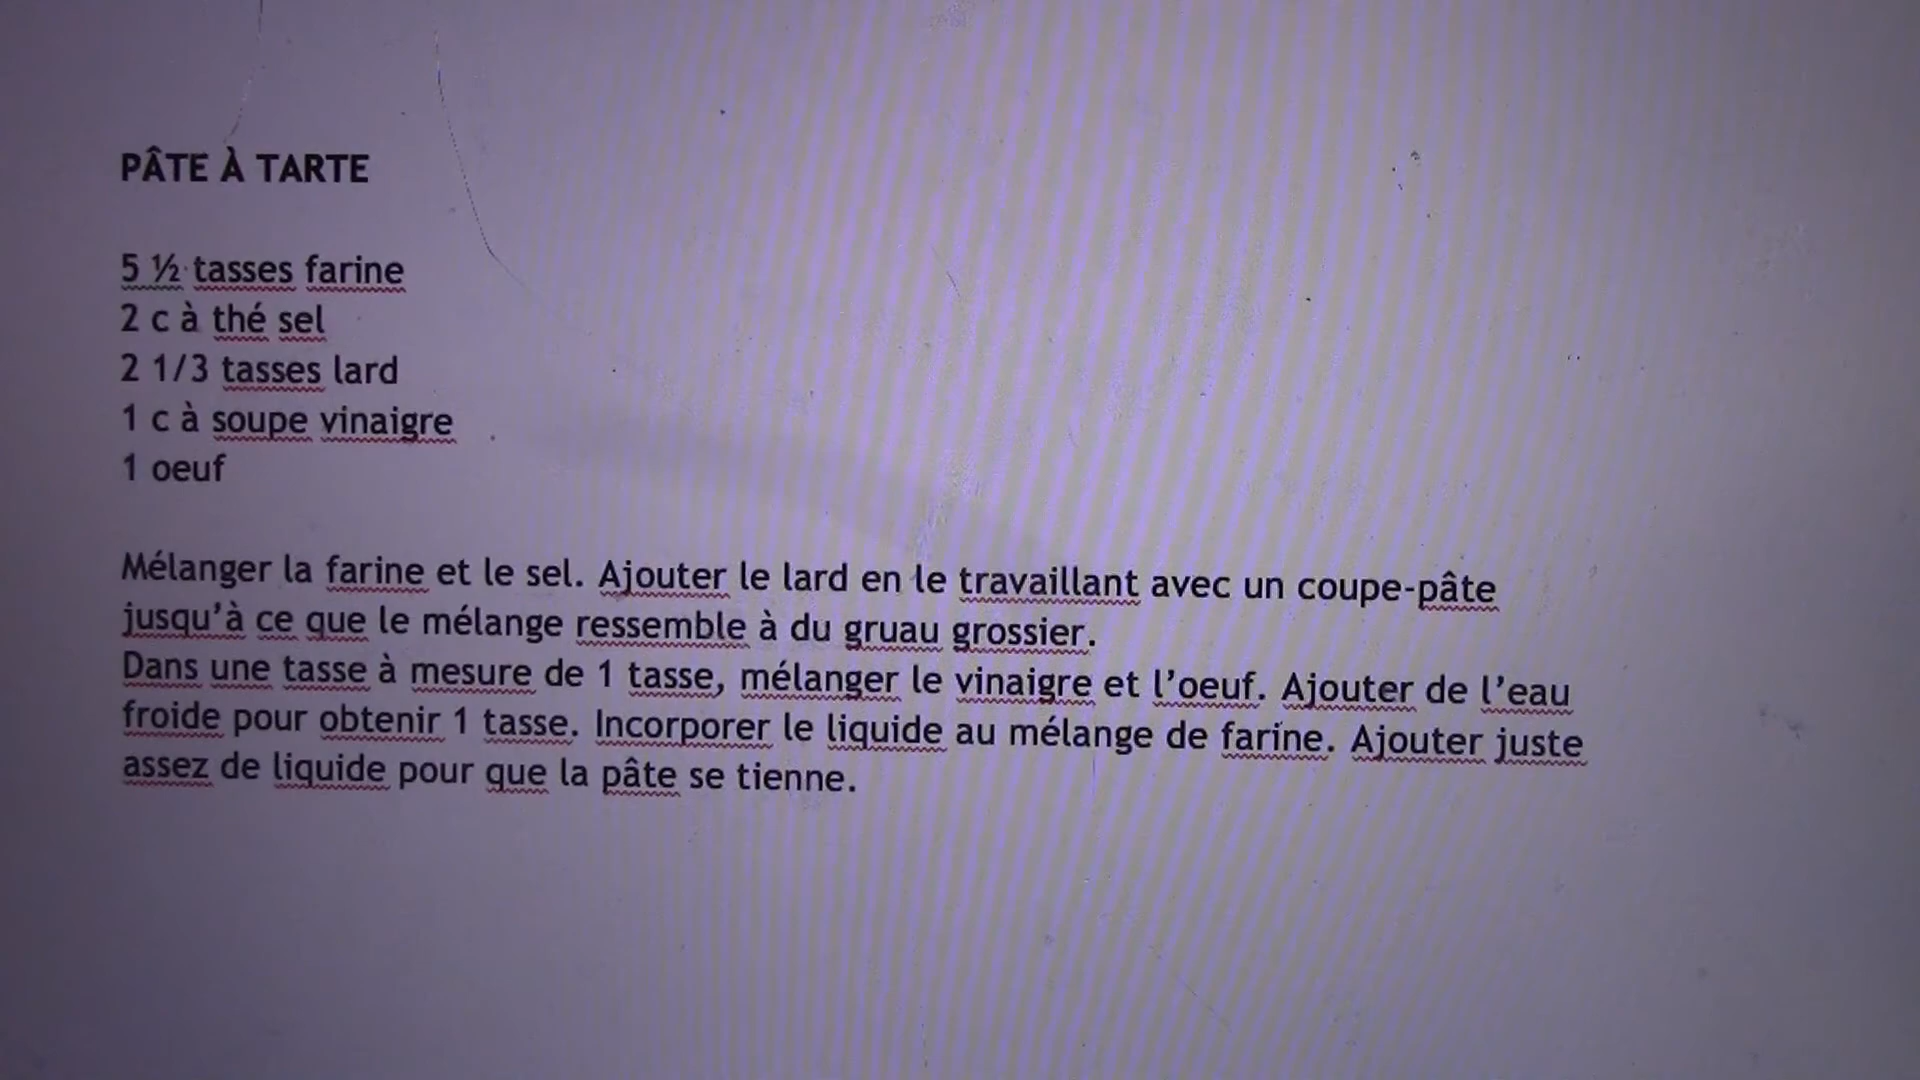 PÂTE À TARTE
5 ½ tasses farine
2 c à thé sel
2 1/3 tasses lard
1 c à soupe vinaigre
1 oeuf
Mélanger la farine et le sel. Ajouter le lard en le travaillant avec un coupe-pâte
jusqu'à ce que le mélange ressemble à du gruau grossier.
Dans une tasse à mesure de 1 tasse, mélanger le vinaigre et l'oeuf. Ajouter de l'eau
froide pour obtenir 1 tasse. Incorporer le liquide au mélange de farine. Ajouter juste
assez de liquide pour que la pâte se tienne.